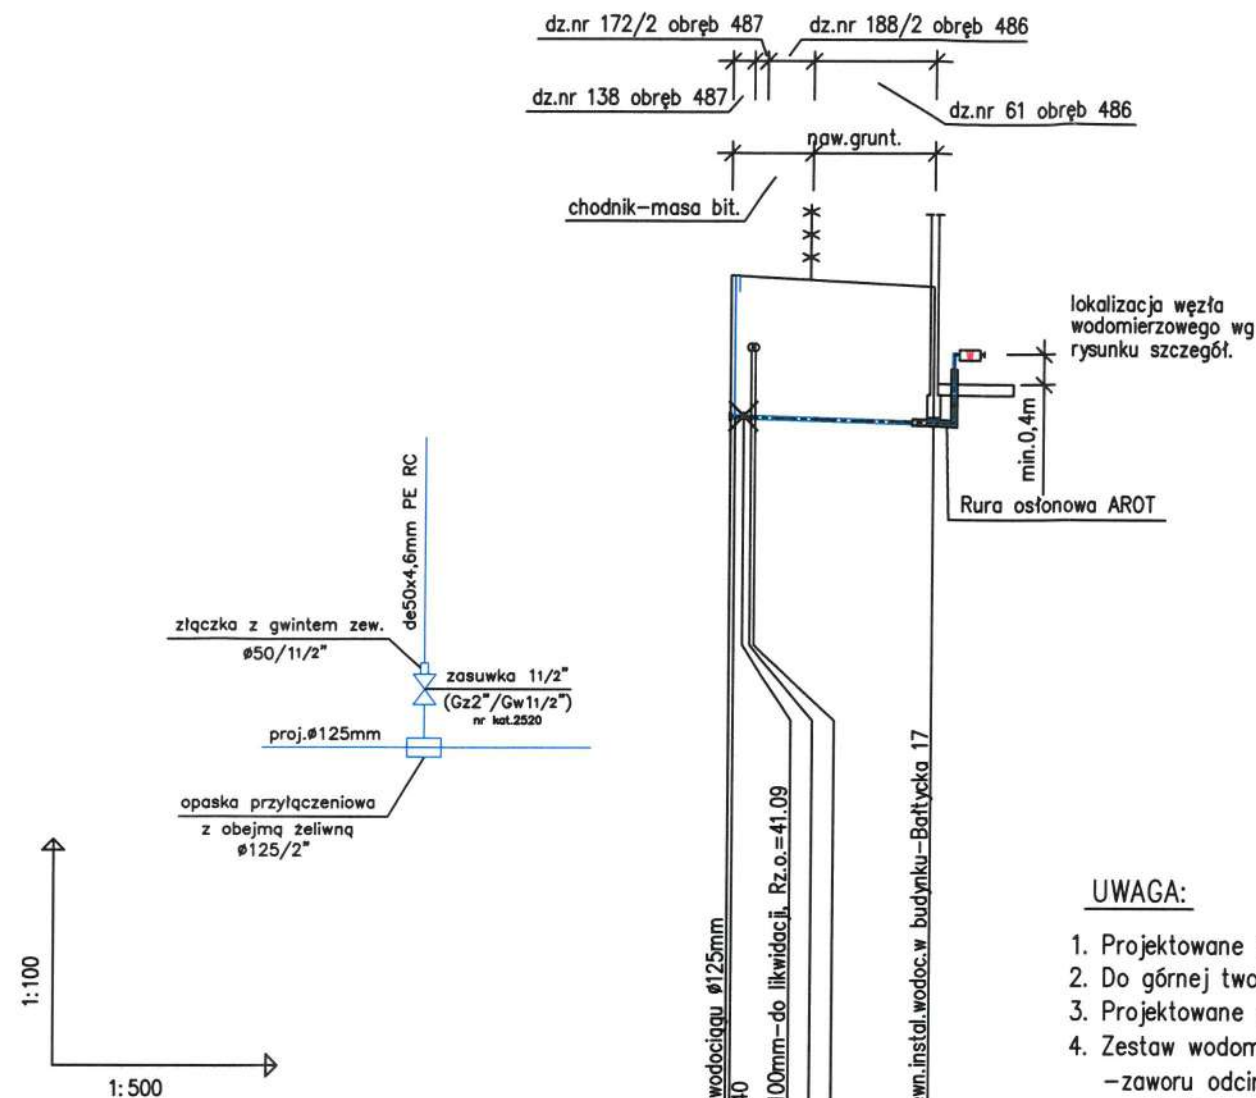 dz.nr 172/2 obręb 487
dz.nr 188/2 obręb 486
dz.nr 138 obręb 487
dz.nr 61 obręb 486
naw.grunt.
chodnik-masa bit.
lokalizacja węzła
wodomierzowego wg
rysunku szczegół.
min.0,4m
Rura osłonowa AROT
de50x4,6mm PE RC
złączka z gwintem zew.
ø50/11/2"
zasuwka 11/2"
(Gz2"/Gw11/2")
nr kat.2520
proj.ø125mm
opaska przyłączeniowa
z obejmą żeliwną
ø125/2"
1:100
1:500
wodociągu ø125mm
40
100mm-do likwidacji, Rz.o.=41.09
wn.instal.wodoc.w budynku-Bałtycka 17
UWAGA:
1. Projektowane
2. Do górnej
3. Projektowane
4. Zestaw
-zaworu